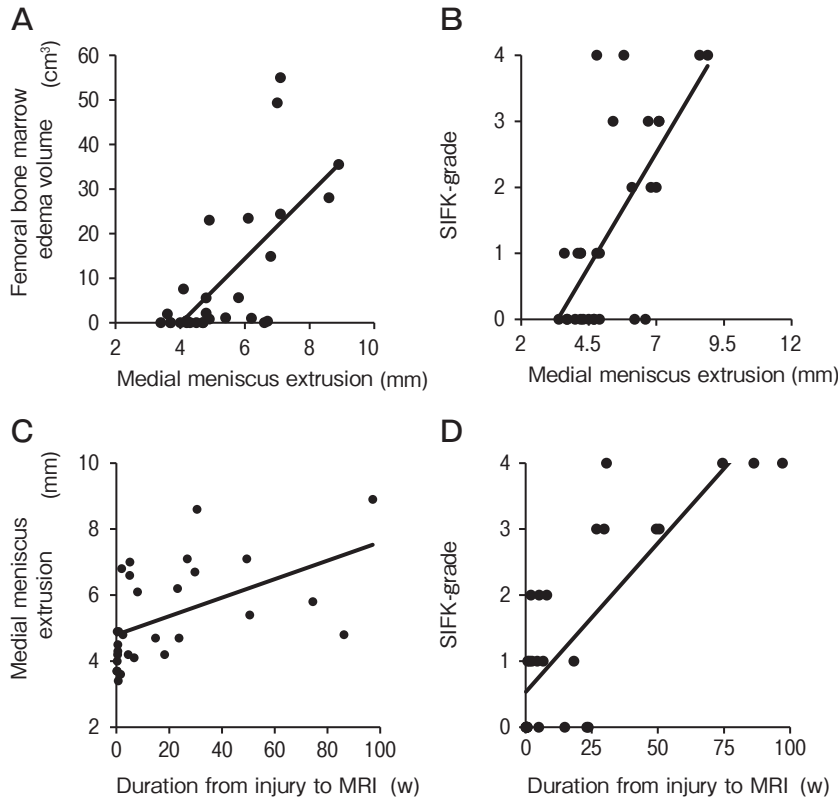 A
Femoral bone marrow
edema volume (cm³)
60
50
40
30
20
10
0
2 4 6 8 10
Medial meniscus extrusion (mm)
B
SIFK-grade
4
3
2
1
0
2 4.5 7 9.5 12
Medial meniscus extrusion (mm)
C
Medial meniscus
extrusion (mm)
10
8
6
4
2
0 20 40 60 80 100
Duration from injury to MRI (w)
D
SIFK-grade
4
3
2
1
0
0 25 50 75 100
Duration from injury to MRI (w)